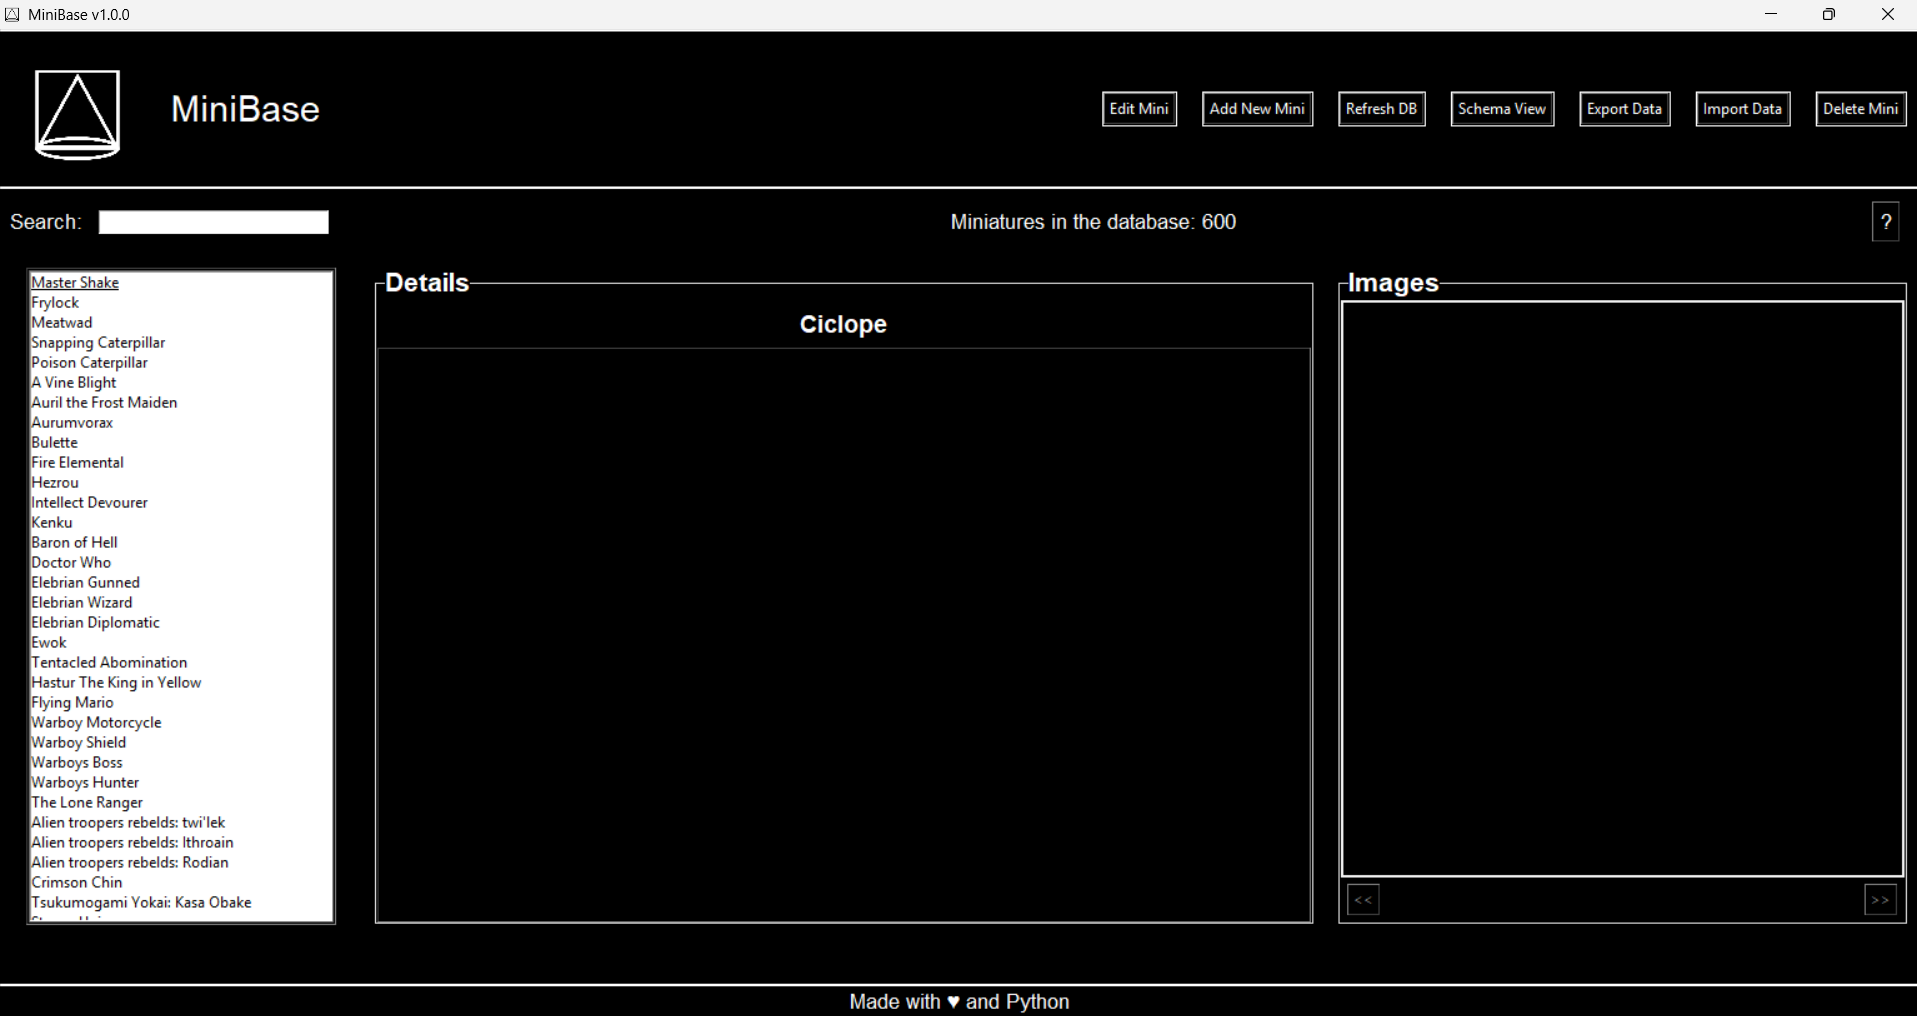 MiniBase v1.0.0
MiniBase
Edit Mini
Add New Mini
Refresh DB
Schema View
Export Data
Import Data
Delete Mini
Search:
Miniatures in the database: 600
?
Master Shake
Frylock
Meatwad
Snapping Caterpillar
Poison Caterpillar
A Vine Blight
Auril the Frost Maiden
Aurumvorax
Bulette
Fire Elemental
Hezrou
Intellect Devourer
Kenku
Baron of Hell
Doctor Who
Elebrian Gunned
Elebrian Wizard
Elebrian Diplomatic
Ewok
Tentacled Abomination
Hastur The King in Yellow
Flying Mario
Warboy Motorcycle
Warboy Shield
Warboys Boss
Warboys Hunter
The Lone Ranger
Alien troopers rebelds: twi'lek
Alien troopers rebelds: Ithroain
Alien troopers rebelds: Rodian
Crimson Chin
Tsukumogami Yokai: Kasa Obake
Details
Ciclope
Images
<<
>>
Made with ♥ and Python